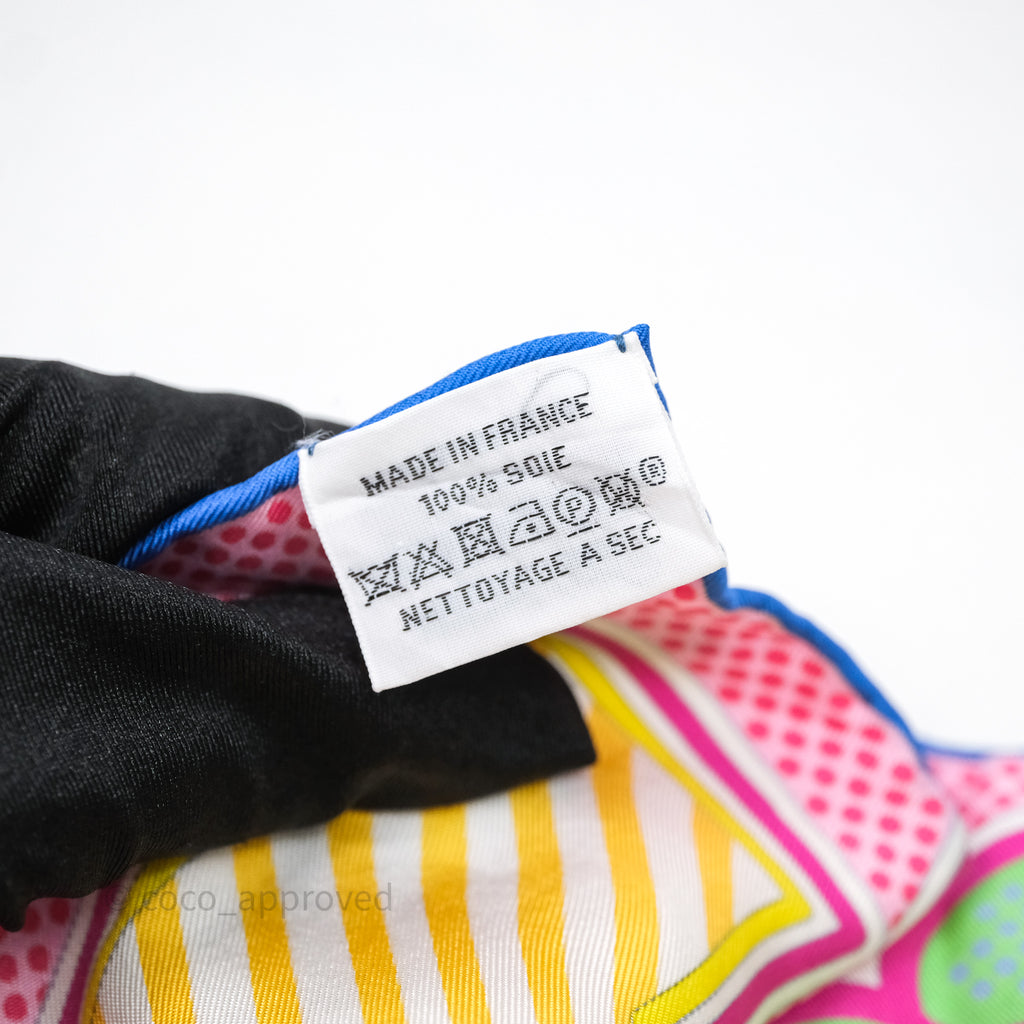 MADE IN FRANCE
100% SOIE
P ®
NETTOYAGE A SEC
coco_approved